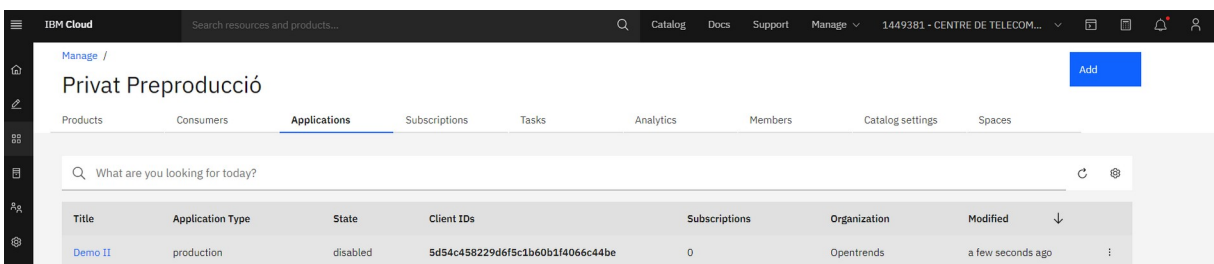 IBM Cloud Search resources and products... Catalog Docs Support Manage 1449381 - CENTRE DE TELECOM...
Manage /
Add
Privat Preproducció
Products Consumers Applications Subscriptions Tasks Analytics Members Catalog settings Spaces
What are you looking for today?
Title Application Type State Client IDs Subscriptions Organization Modified
Demo II production disabled 5d54c458229d6f5c1b60b1f4066c44be 0 Opentrends a few seconds ago